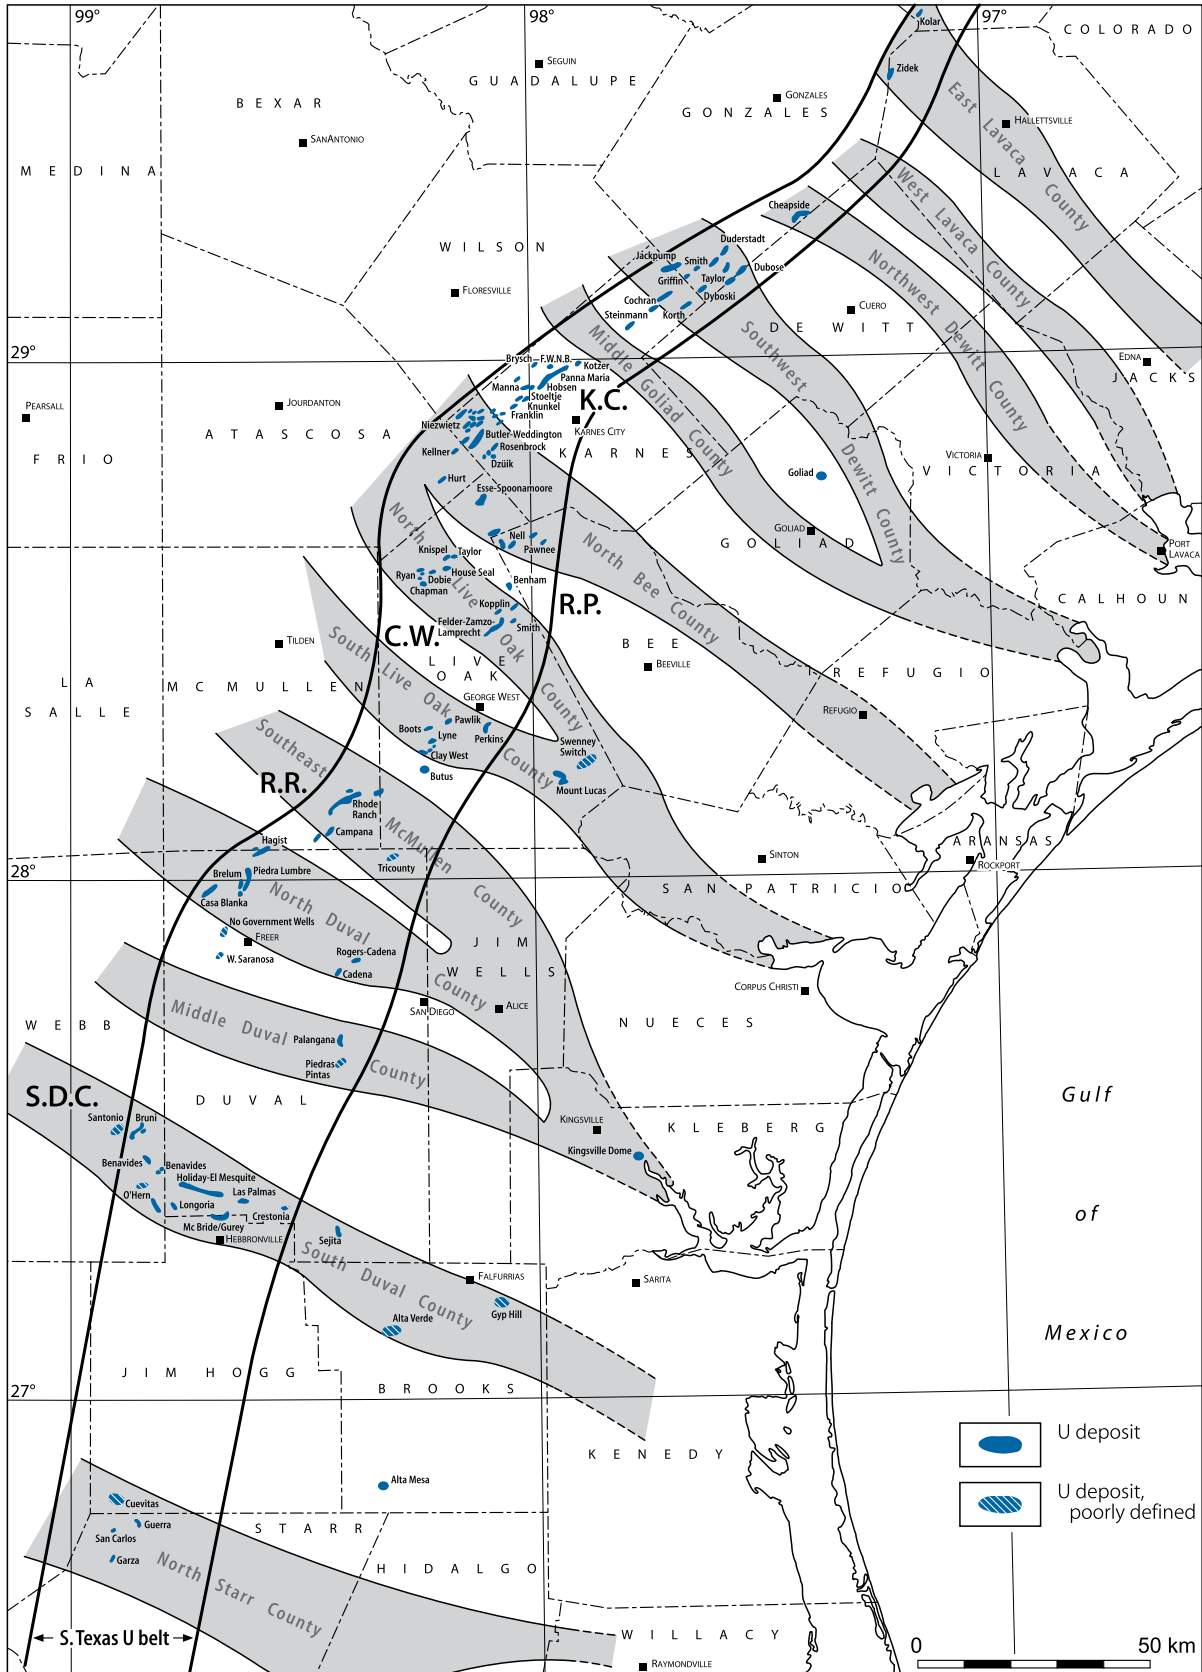 99°
98°
97°
Kolar
COLORADO
SEGUIN
GUADALUPE
Zidek
BEXAR
GONZALES
GONZALES
SANANTONIO
East Lavaca County
HALLETTSVILLE
MEDINA
LAVACA
West Lavaca County
Cheapside
WILSON
Duderstadt
Jackpump
Smith
Dubose
Griffin
Taylor
Northwest Dewitt County
FLORESVILLE
Cochran
Dyboski
Steinmann
Korth
CUERO
DEWITT
Southwest Dewitt County
Middle Goliad County
29°
Brysch
F.W.N.B.
Kotzer
EDNA
JACKS
Panna Maria
Manna
Hobsen
Stoeltje
K.C.
PEARSALL
JOURDANTON
Knunkel
Franklin
Niezwietz
KARNES CITY
ATASCOSA
Butler-Weddington
Rosenbrock
Kellner
KARNES
Dzüik
FRIO
VICTORIA
VICTORIA
Goliad
Hurt
Esse-Spoonamoore
North Live Oak County
GOLIAD
GOLIAD
Nell
Pawnee
North Bee County
PORT
LAVACA
Knispel
Taylor
Ryan
House Seal
Dobie
Chapman
Benham
CALHOUN
Kopplin
R.P.
Felder-Zamzo-
Lamprecht
Smith
C.W.
TILDEN
BEE
LIVE
OAK
South Live Oak County
BEEVILLE
REFUGIO
LA
SALLE
MCMULLEN
GEORGE WEST
REFUGIO
Pawlik
Boots
Lyne
Perkins
Swenney
Switch
Clay West
Butus
Mount Lucas
Southeast McMullen County
R.R.
Rhode
Ranch
Campana
Hagist
ARANSAS
SINTON
ROCKPORT
Tricounty
28°
Brelum
Piedra Lumbre
SAN PATRICIO
Casa Blanka
North Duval County
No Government Wells
FREER
JIM
WELLS
W. Saranosa
Rogers-Cadena
Cadena
CORPUS CHRISTI
SAN DIEGO
ALICE
Middle Duval County
WEBB
NUECES
Palangana
Piedras
Pintas
S.D.C.
DUVAL
Gulf
Santonio
Bruni
KINGSVILLE
KLEBERG
Kingsville Dome
Benavides
Benavides
Holiday-El Mesquite
O'Hern
Las Palmas
Longoria
Crestonia
Mc Bride/Gurey
of
HEBBRONVILLE
Sejita
South Duval County
FALFURRIAS
SARITA
Gyp Hill
Alta Verde
Mexico
JIM HOGG
BROOKS
27°
U deposit
KENEDY
Alta Mesa
U deposit,
poorly defined
Cuevitas
Guerra
San Carlos
STARR
Garza
North Starr County
HIDALGO
S. Texas U belt
WILLACY
0
50 km
RAYMONDVILLE